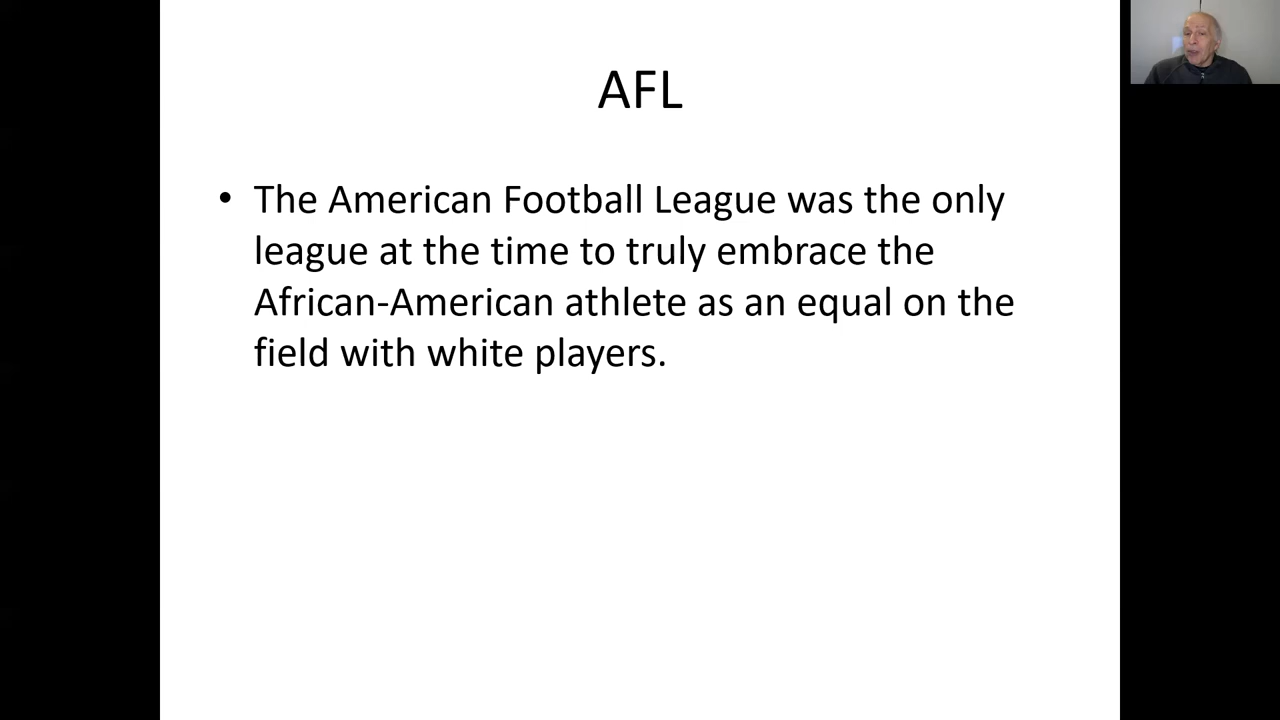 AFL
• The American Football League was the only
league at the time to truly embrace the
African-American athlete as an equal on the
field with white players.